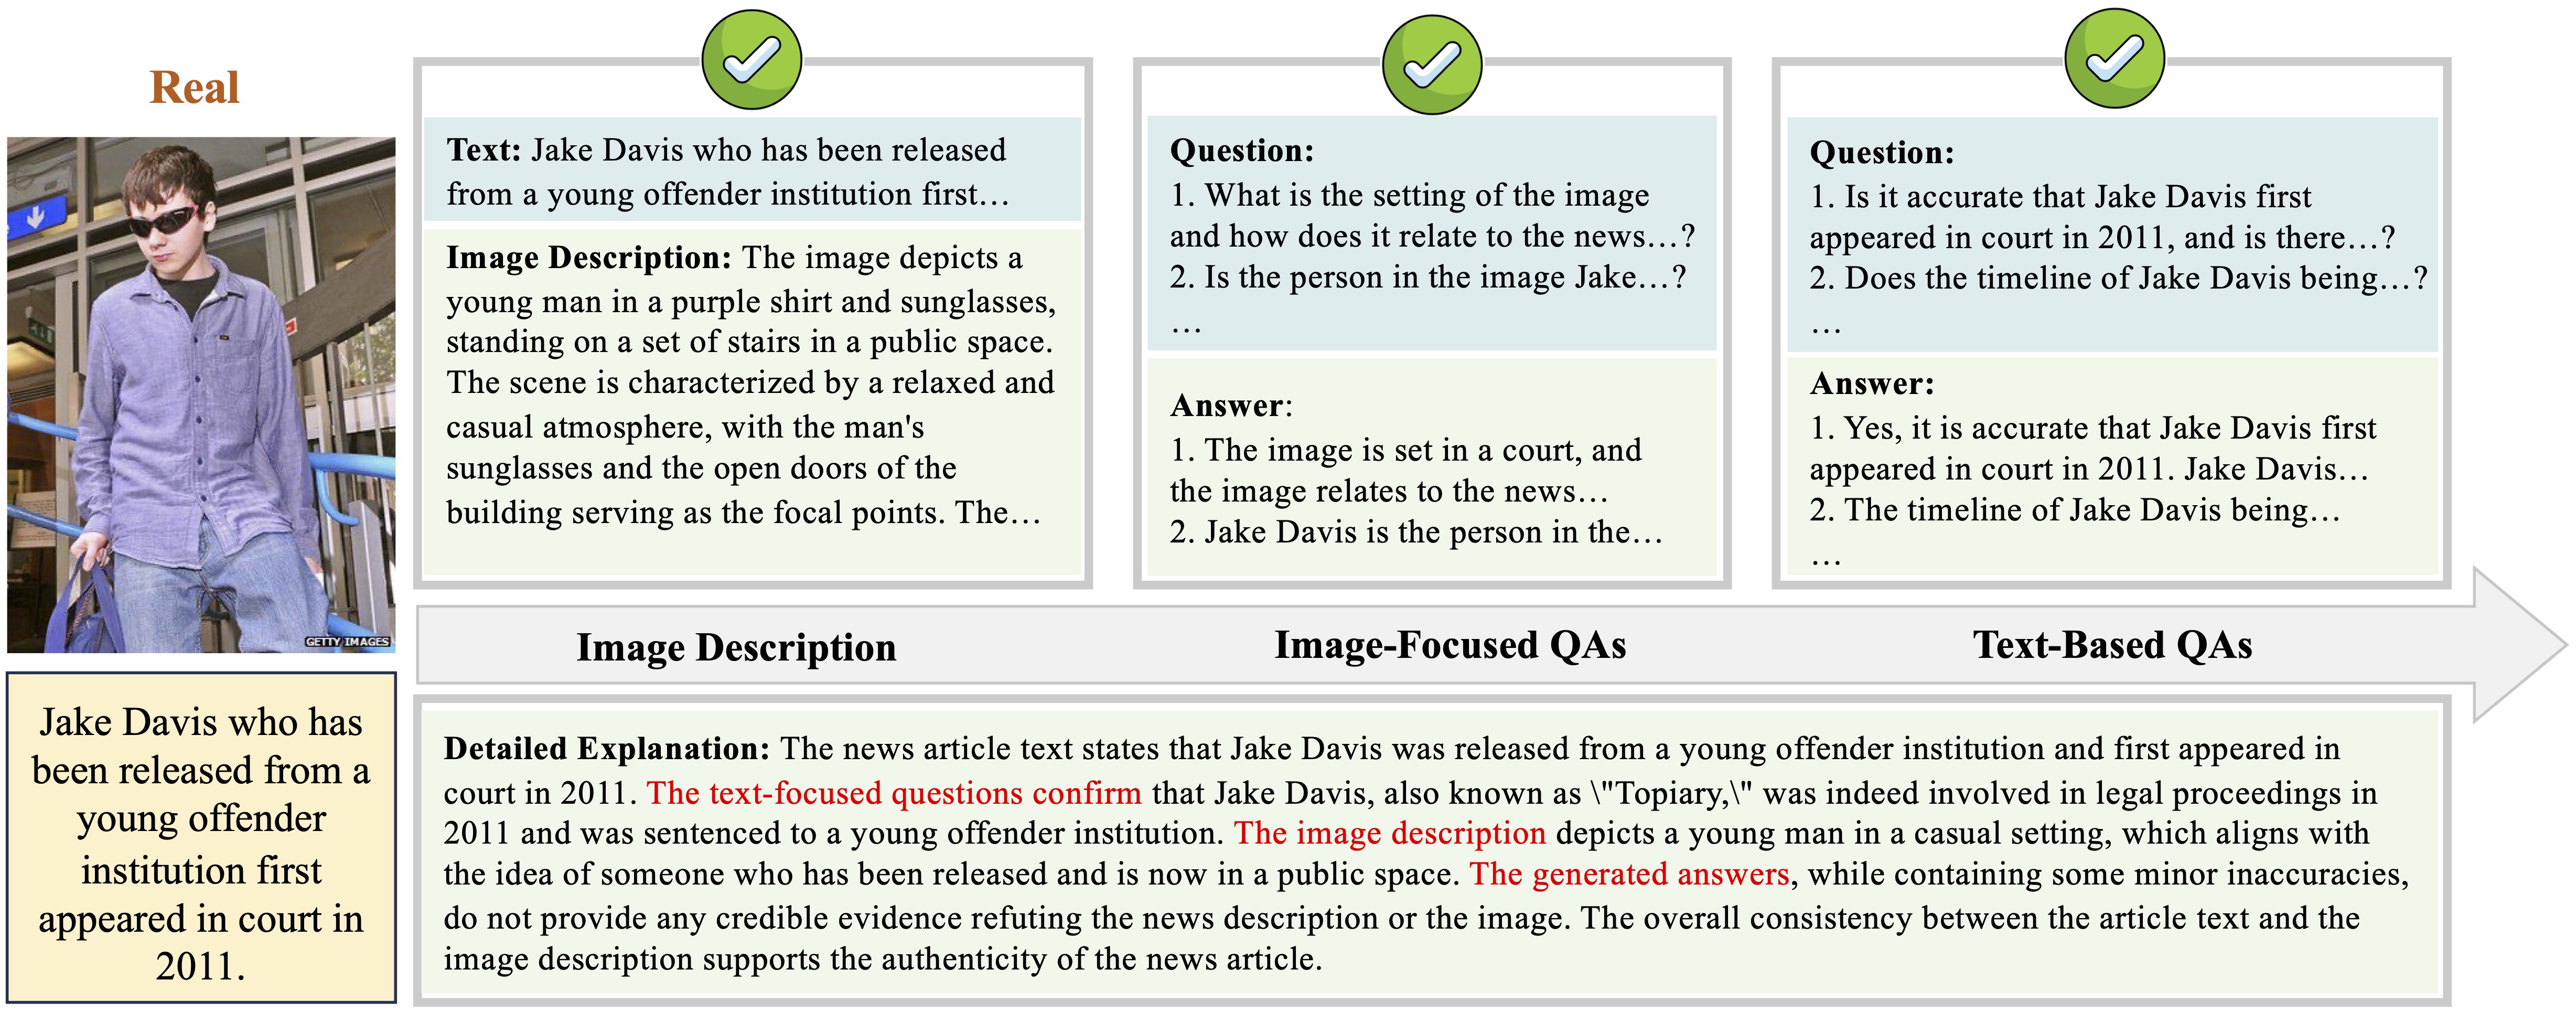 Real
GETTY IMAGES
Jake Davis who has
been released from a
young offender
institution first
appeared in court in
2011.
Text: Jake Davis who has been released
from a young offender institution first…
Image Description: The image depicts a
young man in a purple shirt and sunglasses,
standing on a set of stairs in a public space.
The scene is characterized by a relaxed and
casual atmosphere, with the man's
sunglasses and the open doors of the
building serving as the focal points. The…
Question:
1. What is the setting of the image
and how does it relate to the news…?
2. Is the person in the image Jake…?
…
Answer:
1. The image is set in a court, and
the image relates to the news…
2. Jake Davis is the person in the…
Question:
1. Is it accurate that Jake Davis first
appeared in court in 2011, and is there…?
2. Does the timeline of Jake Davis being…?
…
Answer:
1. Yes, it is accurate that Jake Davis first
appeared in court in 2011. Jake Davis…
2. The timeline of Jake Davis being…
…
Image Description
Image-Focused QAs
Text-Based QAs
Detailed Explanation: The news article text states that Jake Davis was released from a young offender institution and first appeared in
court in 2011. The text-focused questions confirm that Jake Davis, also known as \"Topiary,\" was indeed involved in legal proceedings in
2011 and was sentenced to a young offender institution. The image description depicts a young man in a casual setting, which aligns with
the idea of someone who has been released and is now in a public space. The generated answers, while containing some minor inaccuracies,
do not provide any credible evidence refuting the news description or the image. The overall consistency between the article text and the
image description supports the authenticity of the news article.